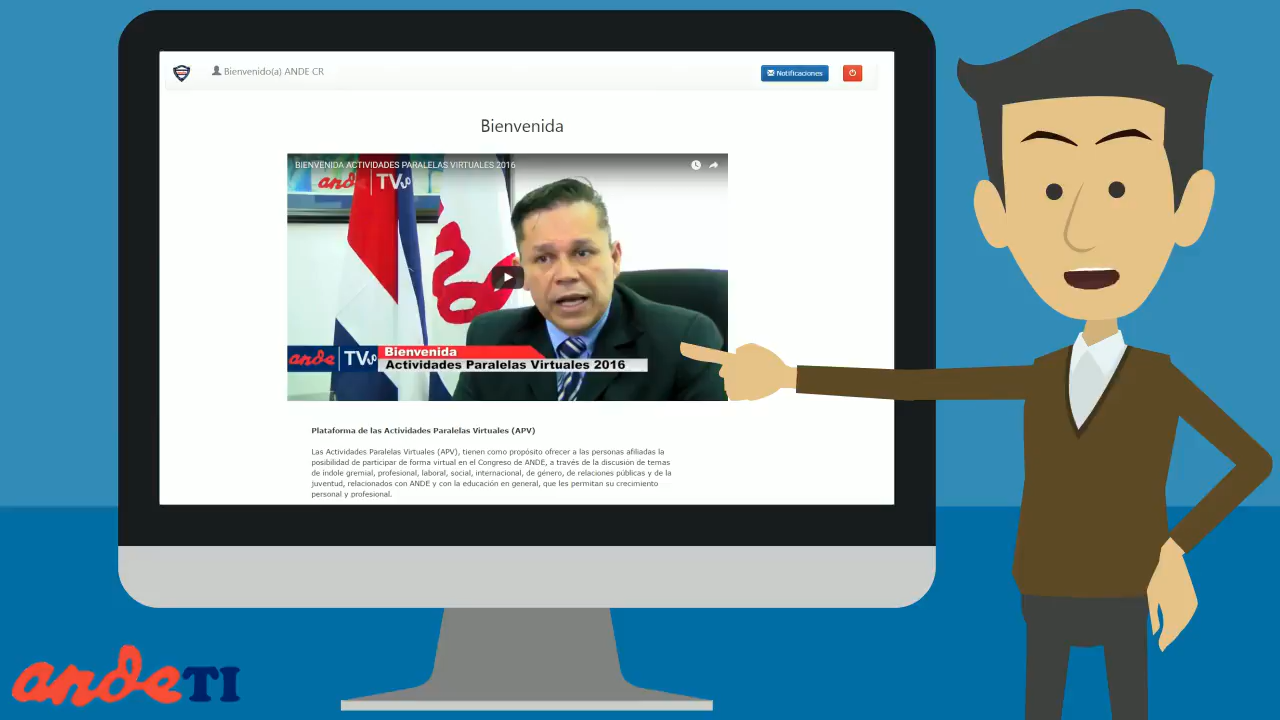 Bienvenido(a) ANDE CR
Notificaciones
Bienvenida
BIENVENIDA ACTIVIDADES PARALELAS VIRTUALES 2016
ande TV
ande TV
Bienvenida
Actividades Paralelas Virtuales 2016
Plataforma de las Actividades Paralelas Virtuales (APV)
Las Actividades Paralelas Virtuales (APV), tienen como propósito ofrecer a las personas afiliadas la
posibilidad de participar de forma virtual en el Congreso de ANDE, a través de la discusión de temas
de índole gremial, profesional, laboral, social, internacional, de género, de relaciones públicas y de la
juventud, relacionados con ANDE y con la educación en general, que les permitan su crecimiento
personal y profesional.
andeTI